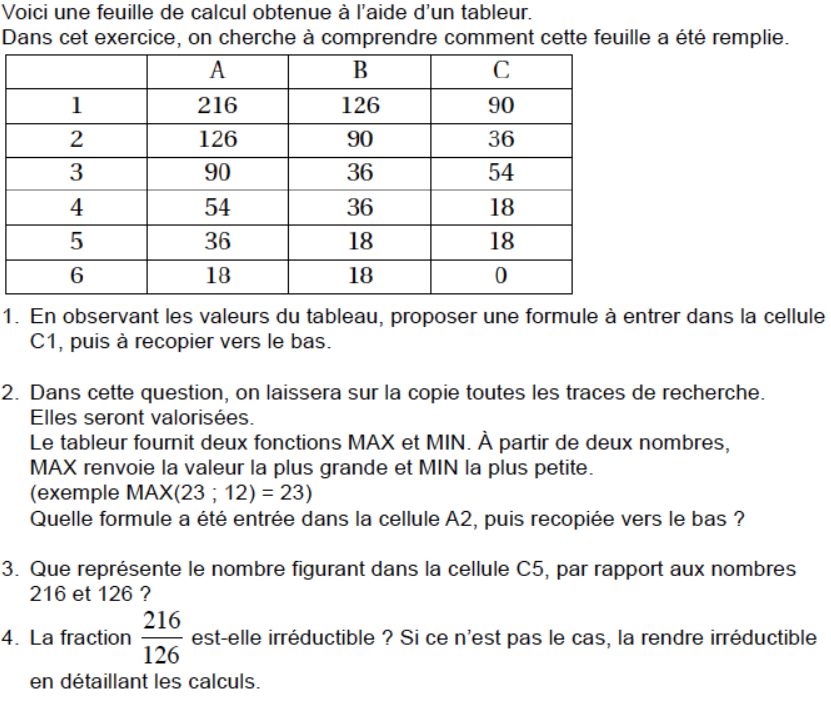 Voici une feuille de calcul obtenue à l'aide d'un tableur.
Dans cet exercice, on cherche à comprendre comment cette feuille a été remplie.
A B C
1 216 126 90
2 126 90 36
3 90 36 54
4 54 36 18
5 36 18 18
6 18 18 0
1. En observant les valeurs du tableau, proposer une formule à entrer dans la cellule
C1, puis à recopier vers le bas.
2. Dans cette question, on laissera sur la copie toutes les traces de recherche.
Elles seront valorisées.
Le tableur fournit deux fonctions MAX et MIN. À partir de deux nombres,
MAX renvoie la valeur la plus grande et MIN la plus petite.
(exemple MAX(23 ; 12) = 23)
Quelle formule a été entrée dans la cellule A2, puis recopiée vers le bas ?
3. Que représente le nombre figurant dans la cellule C5, par rapport aux nombres
216 et 126 ?
4. La fraction 216/126 est-elle irréductible ? Si ce n'est pas le cas, la rendre irréductible
en détaillant les calculs.